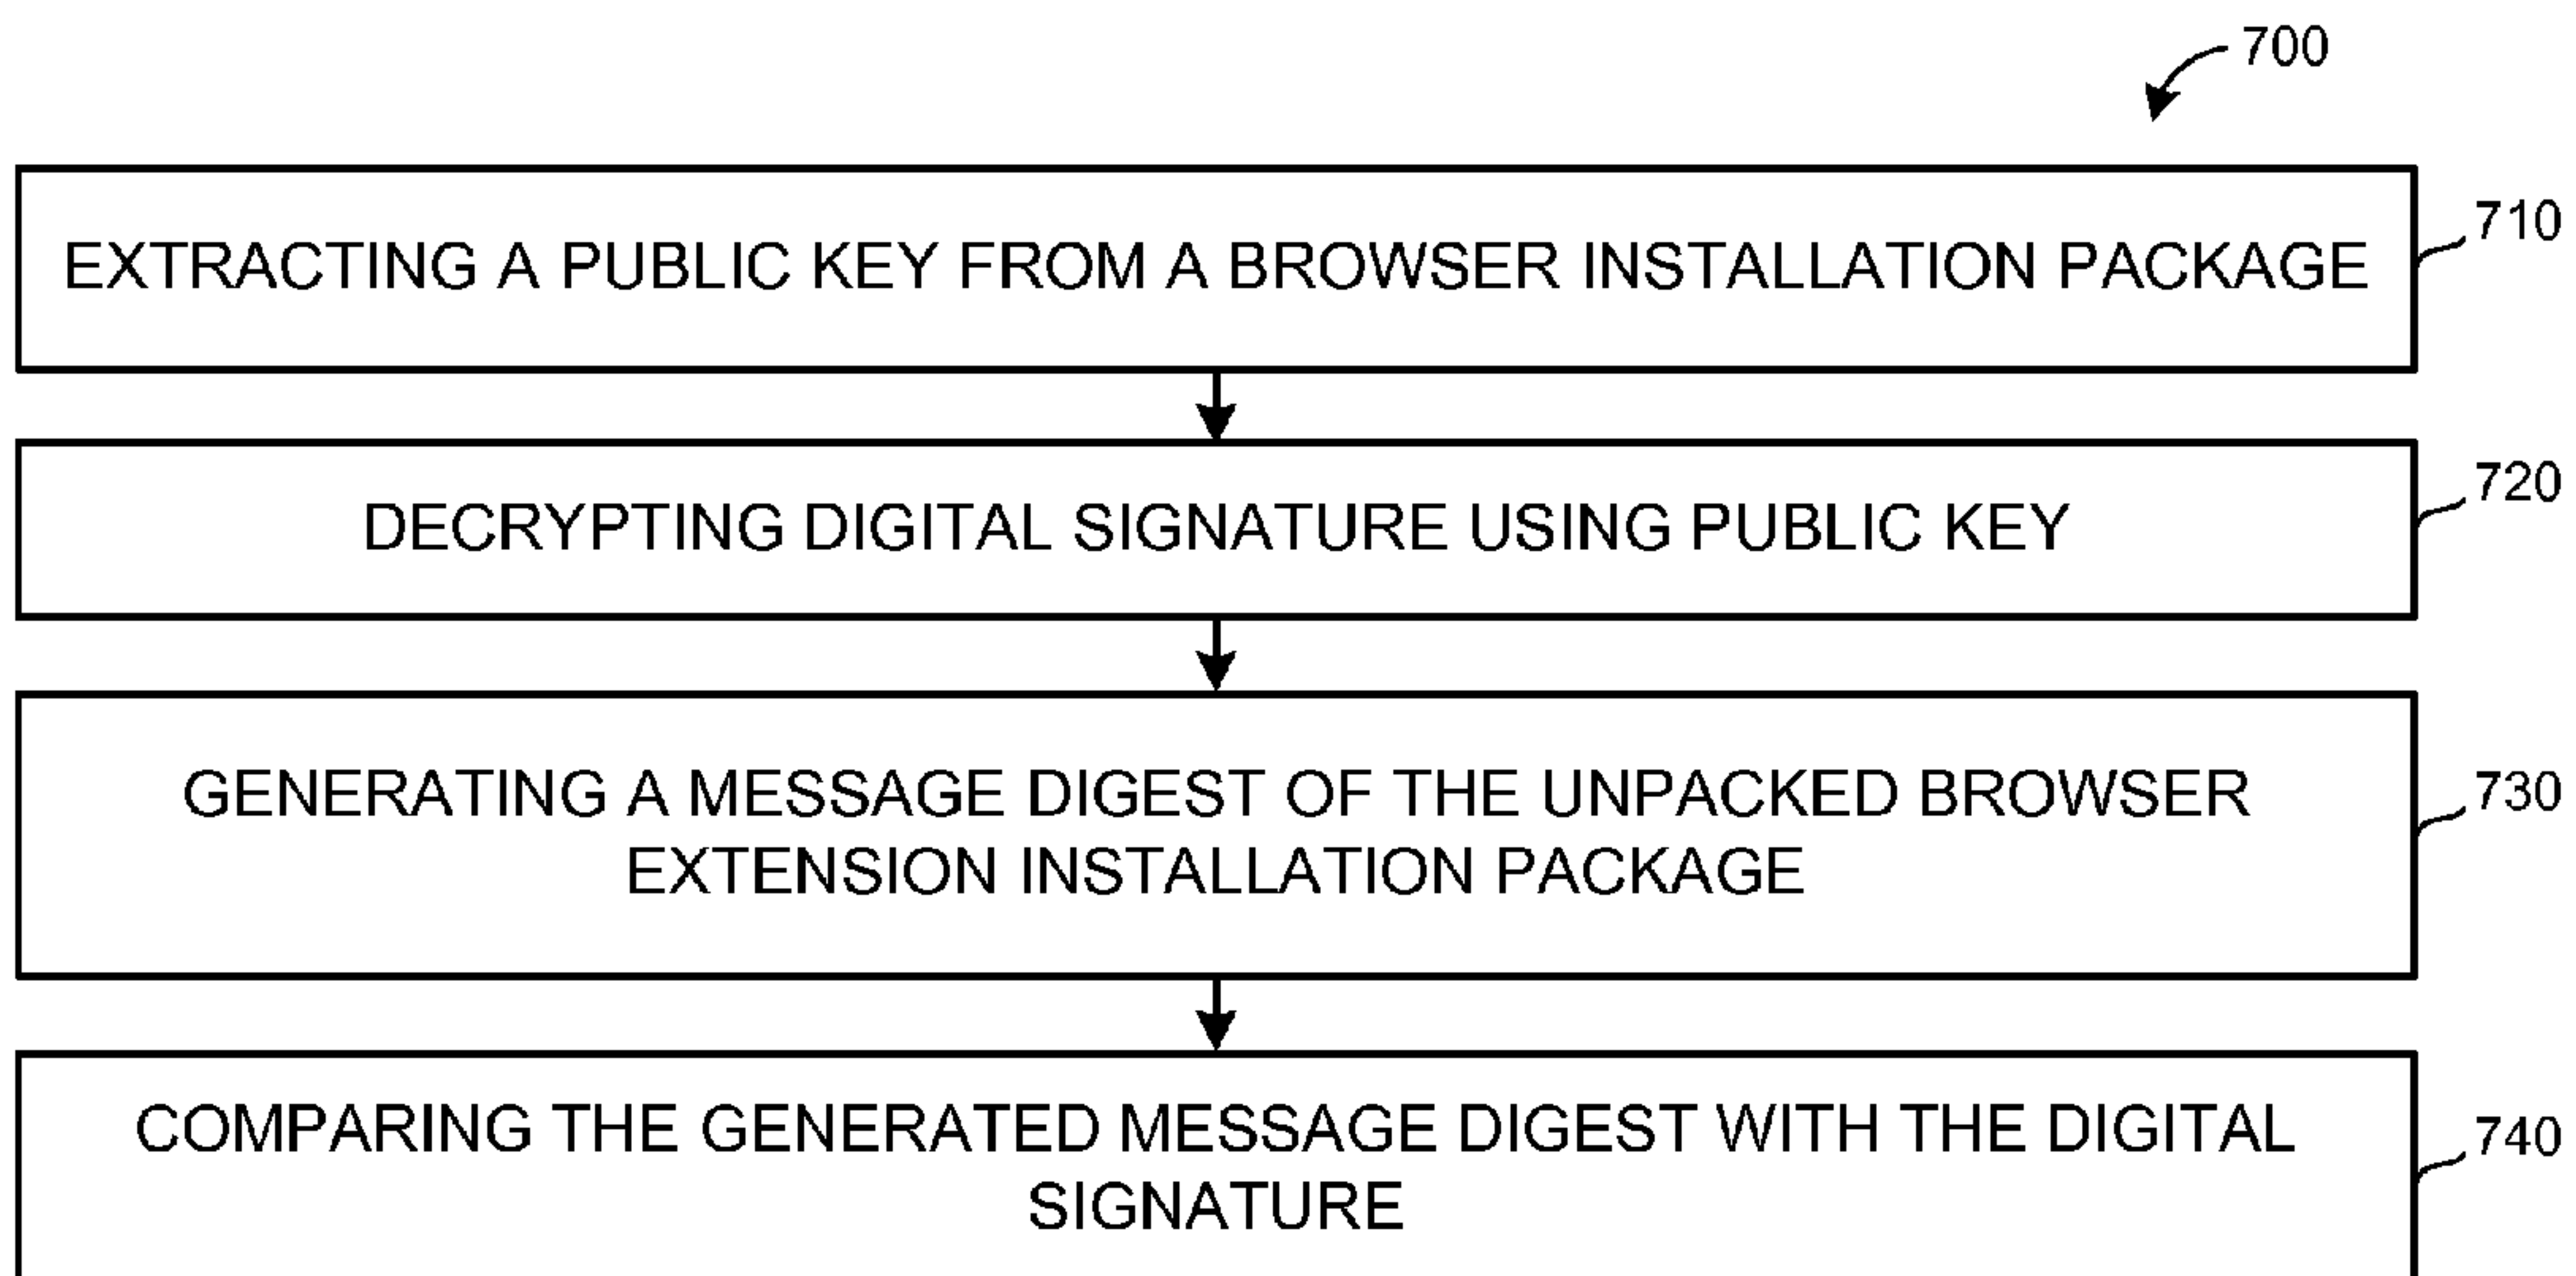 700
EXTRACTING A PUBLIC KEY FROM A BROWSER INSTALLATION PACKAGE
710
DECRYPTING DIGITAL SIGNATURE USING PUBLIC KEY
720
GENERATING A MESSAGE DIGEST OF THE UNPACKED BROWSER
EXTENSION INSTALLATION PACKAGE
730
COMPARING THE GENERATED MESSAGE DIGEST WITH THE DIGITAL
SIGNATURE
740